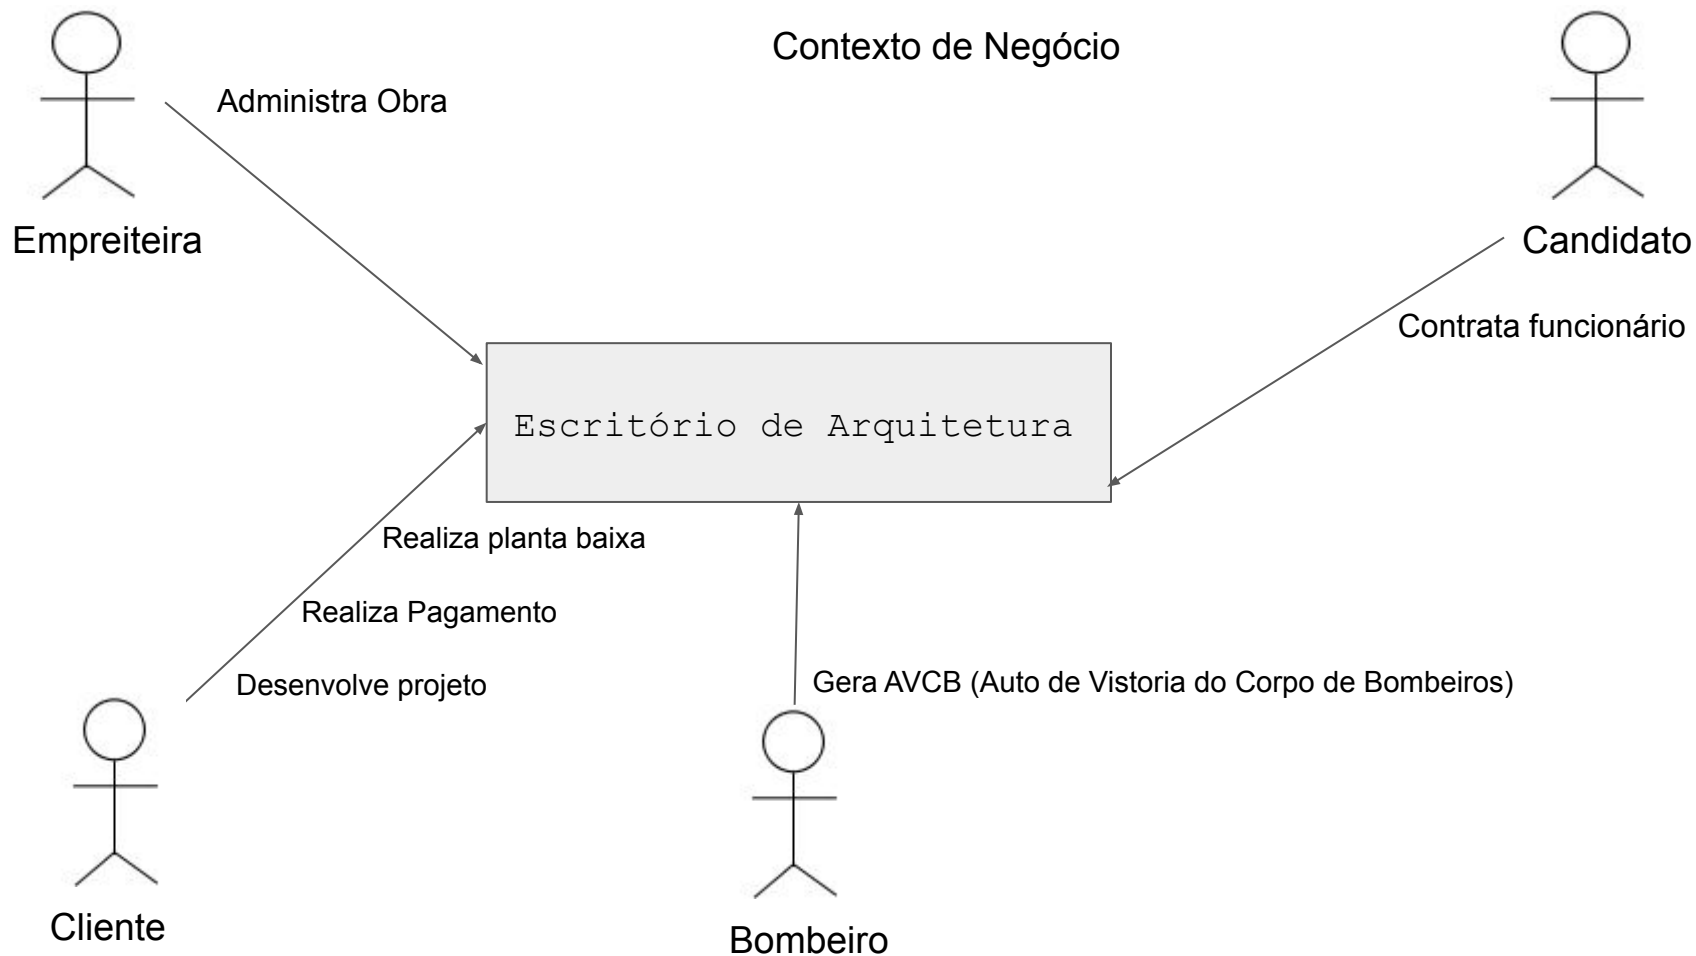 Contexto de Negócio
Administra Obra
Empreiteira
Candidato
Contrata funcionário
Escritório de Arquitetura
Realiza planta baixa
Realiza Pagamento
Desenvolve projeto
Gera AVCB (Auto de Vistoria do Corpo de Bombeiros)
Cliente
Bombeiro